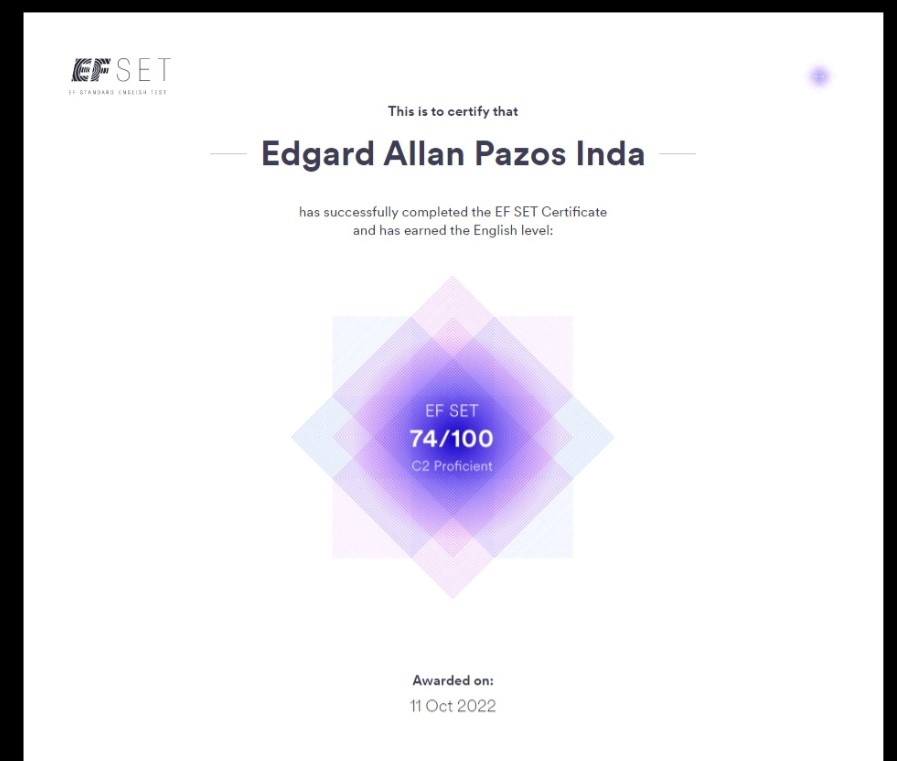 EF SET
EF STANDARD ENGLISH TEST
This is to certify that
Edgard Allan Pazos Inda
has successfully completed the EF SET Certificate
and has earned the English level:
EF SET
74/100
C2 Proficient
Awarded on:
11 Oct 2022